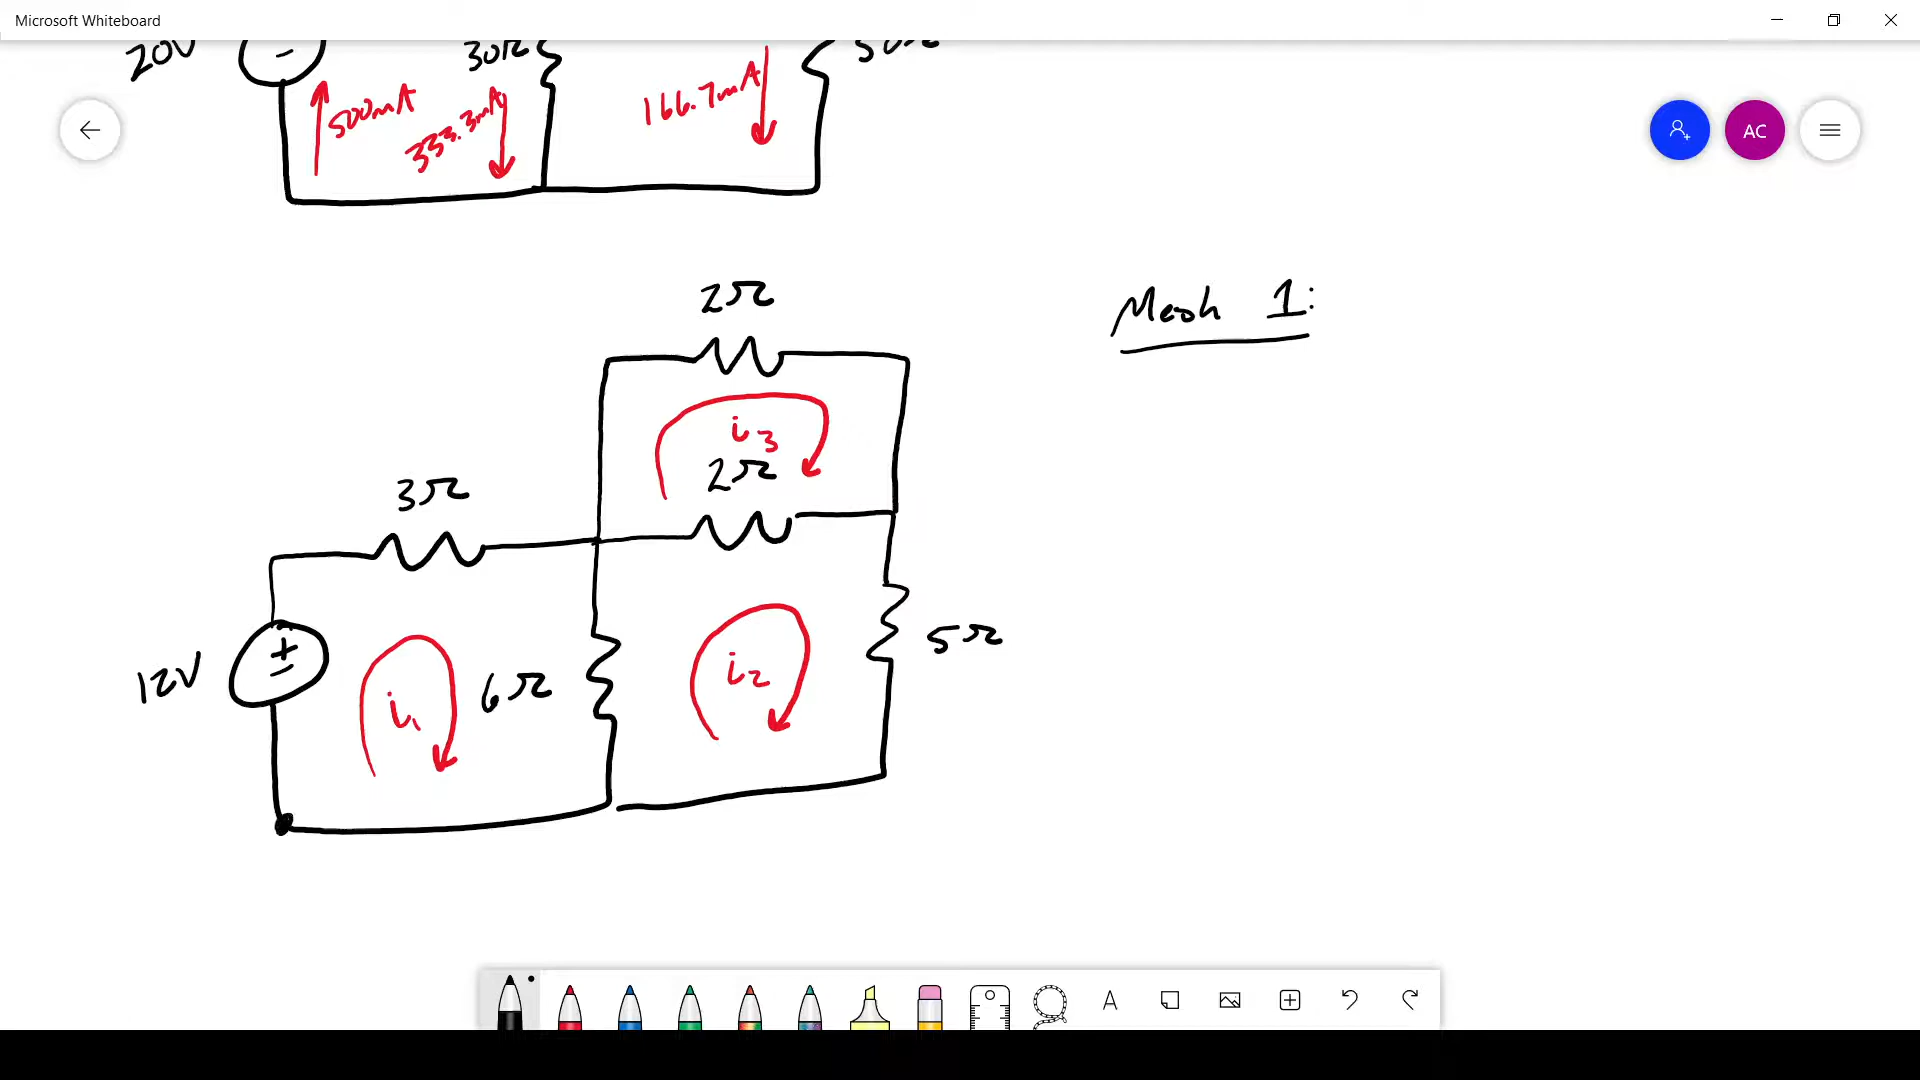 Microsoft Whiteboard
20V
30Ω
500mA
333.3mA
166.7mA
AC
2Ω
Mesh 1:
i3
2Ω
3Ω
12V
i1
6Ω
i2
5Ω